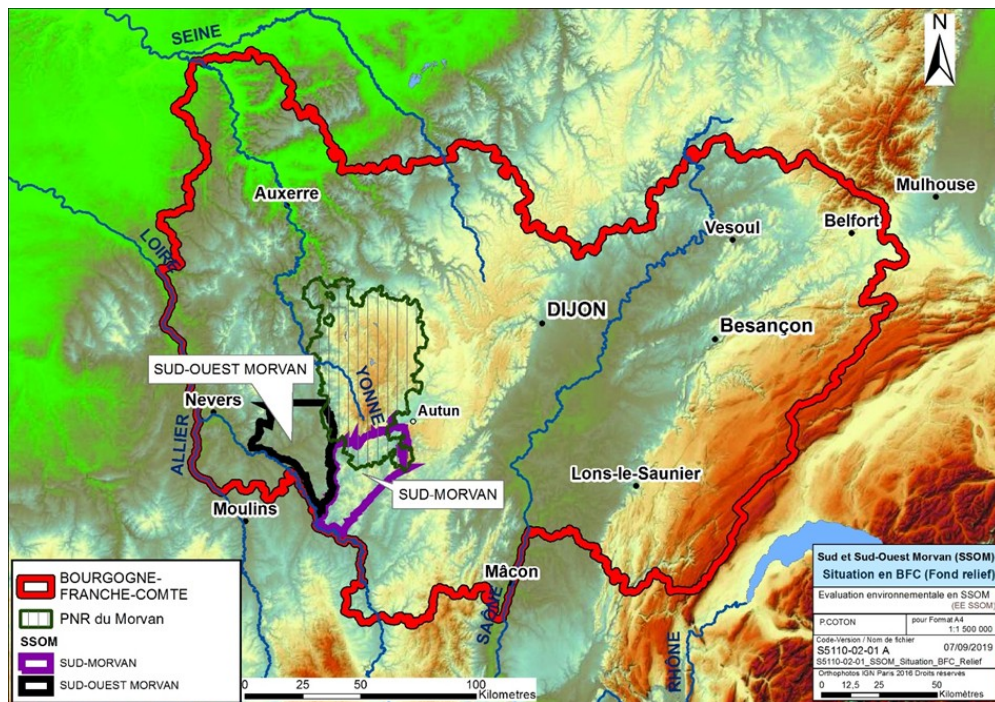 SEINE
N
Auxerre
Mulhouse
Belfort
Vesoul
LOIRE
DIJON
Besançon
SUD-OUEST MORVAN
Nevers
YONNE
Autun
ALLIER
SUD-MORVAN
Lons-le-Saunier
Moulins
Mâcon
SAÔNE
RHÔNE
BOURGOGNE-
FRANCHE-COMTE
PNR du Morvan
SSOM
SUD-MORVAN
SUD-OUEST MORVAN
0 25 50 100
Kilometres
Sud et Sud-Ouest Morvan (SSOM)
Situation en BFC (Fond relief)
Evaluation environnementale en SSOM
(EE SSOM)
P.COTON
pour Format A4
1:1 500 000
Code-Version / Nom de fichier
S5110-02-01 A 07/09/2019
S5110-02-01_SSOM_Situation_BFC_Relief
Orthophotos IGN Paris 2016 Droits réservés
0 12,5 25 50
Kilomètres